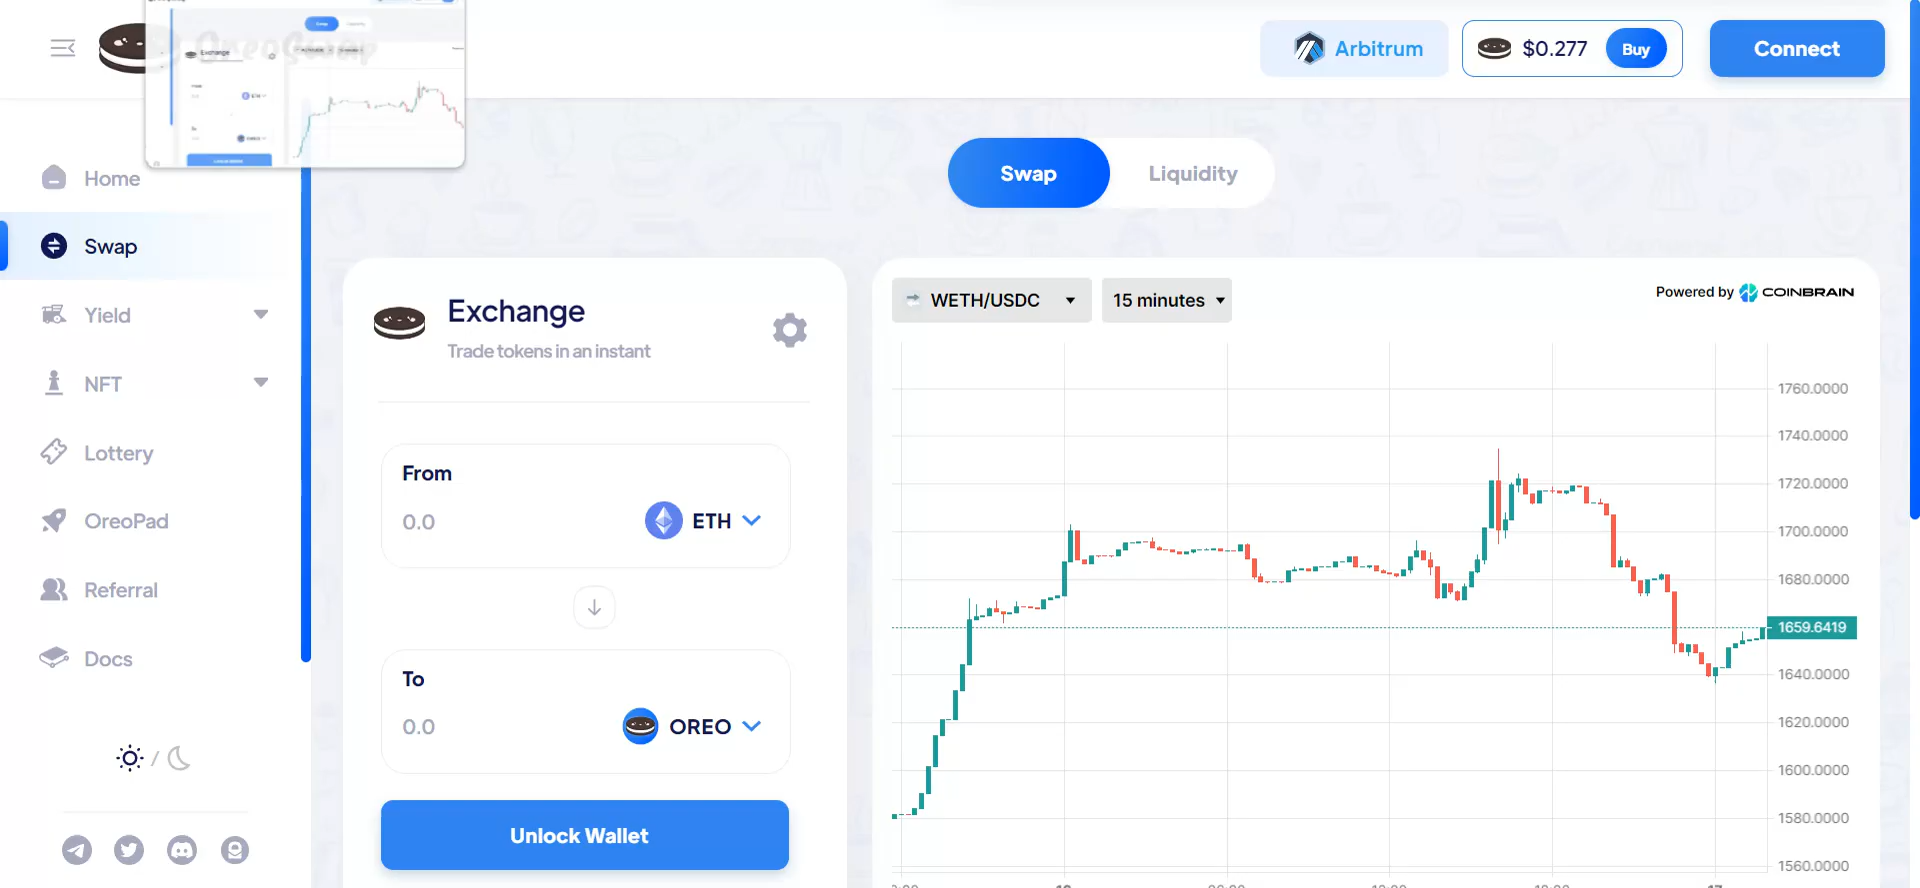 OreoSwap
Arbitrum
$0.277
Buy
Connect
Home
Swap
Yield
NFT
Lottery
OreoPad
Referral
Docs
/
Swap
Liquidity
Exchange
Trade tokens in an instant
From
0.0
ETH
To
0.0
OREO
Unlock Wallet
WETH/USDC
15 minutes
Powered by COINBRAIN
1760.0000
1740.0000
1720.0000
1700.0000
1680.0000
1659.6419
1640.0000
1620.0000
1600.0000
1580.0000
1560.0000